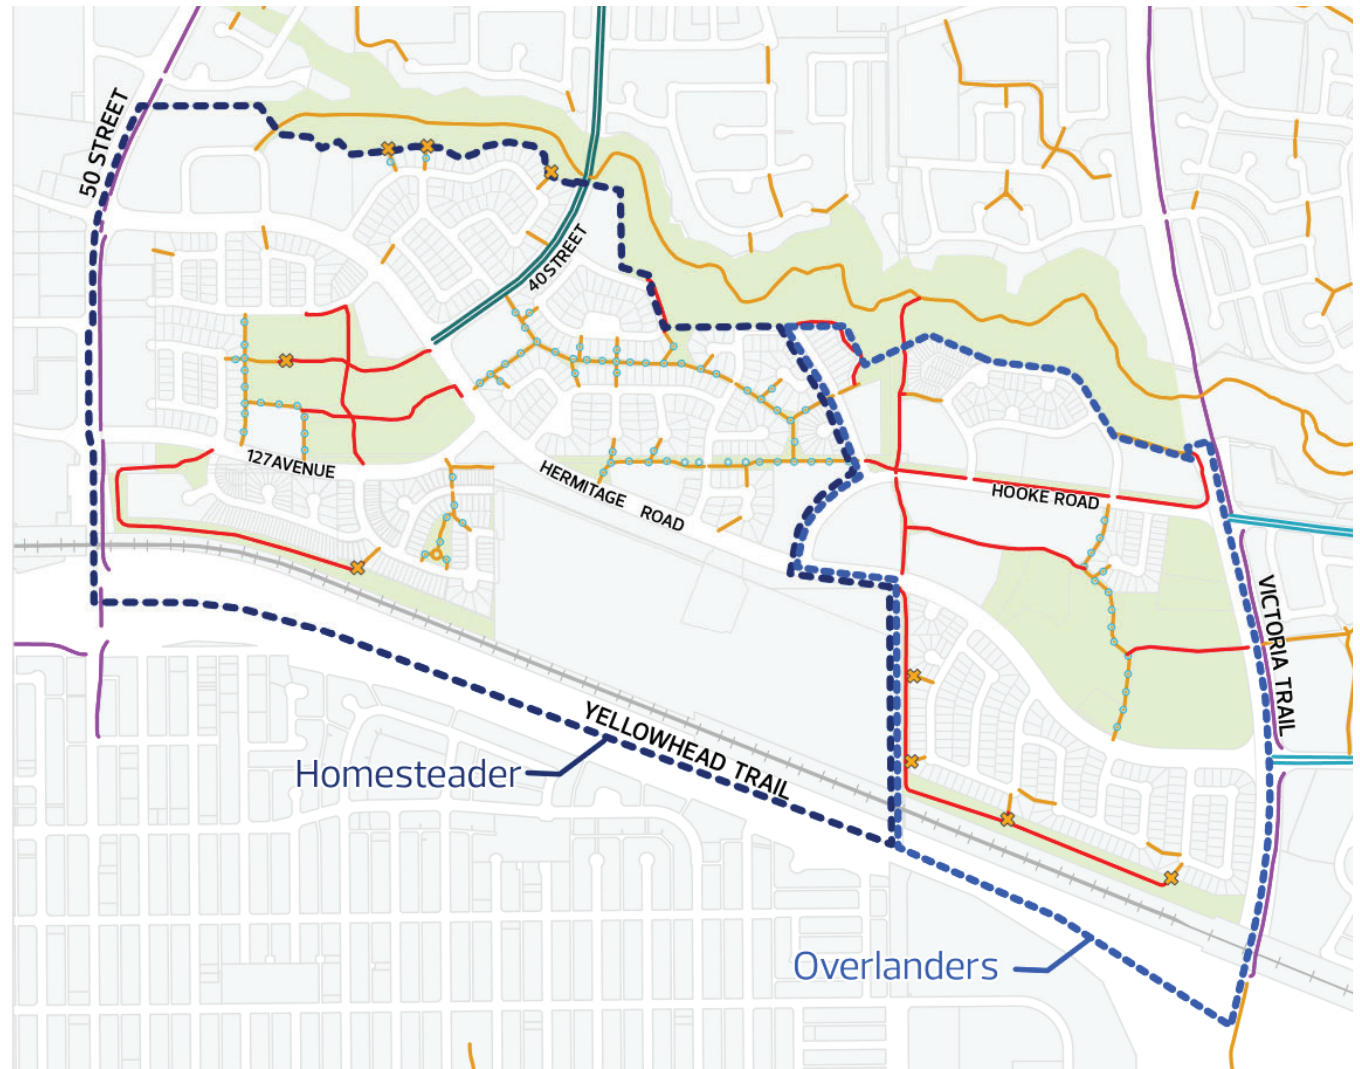 50 STREET
40 STREET
127 AVENUE
HERMITAGE ROAD
HOOKE ROAD
VICTORIA TRAIL
YELLOWHEAD TRAIL
Homesteader
Overlanders